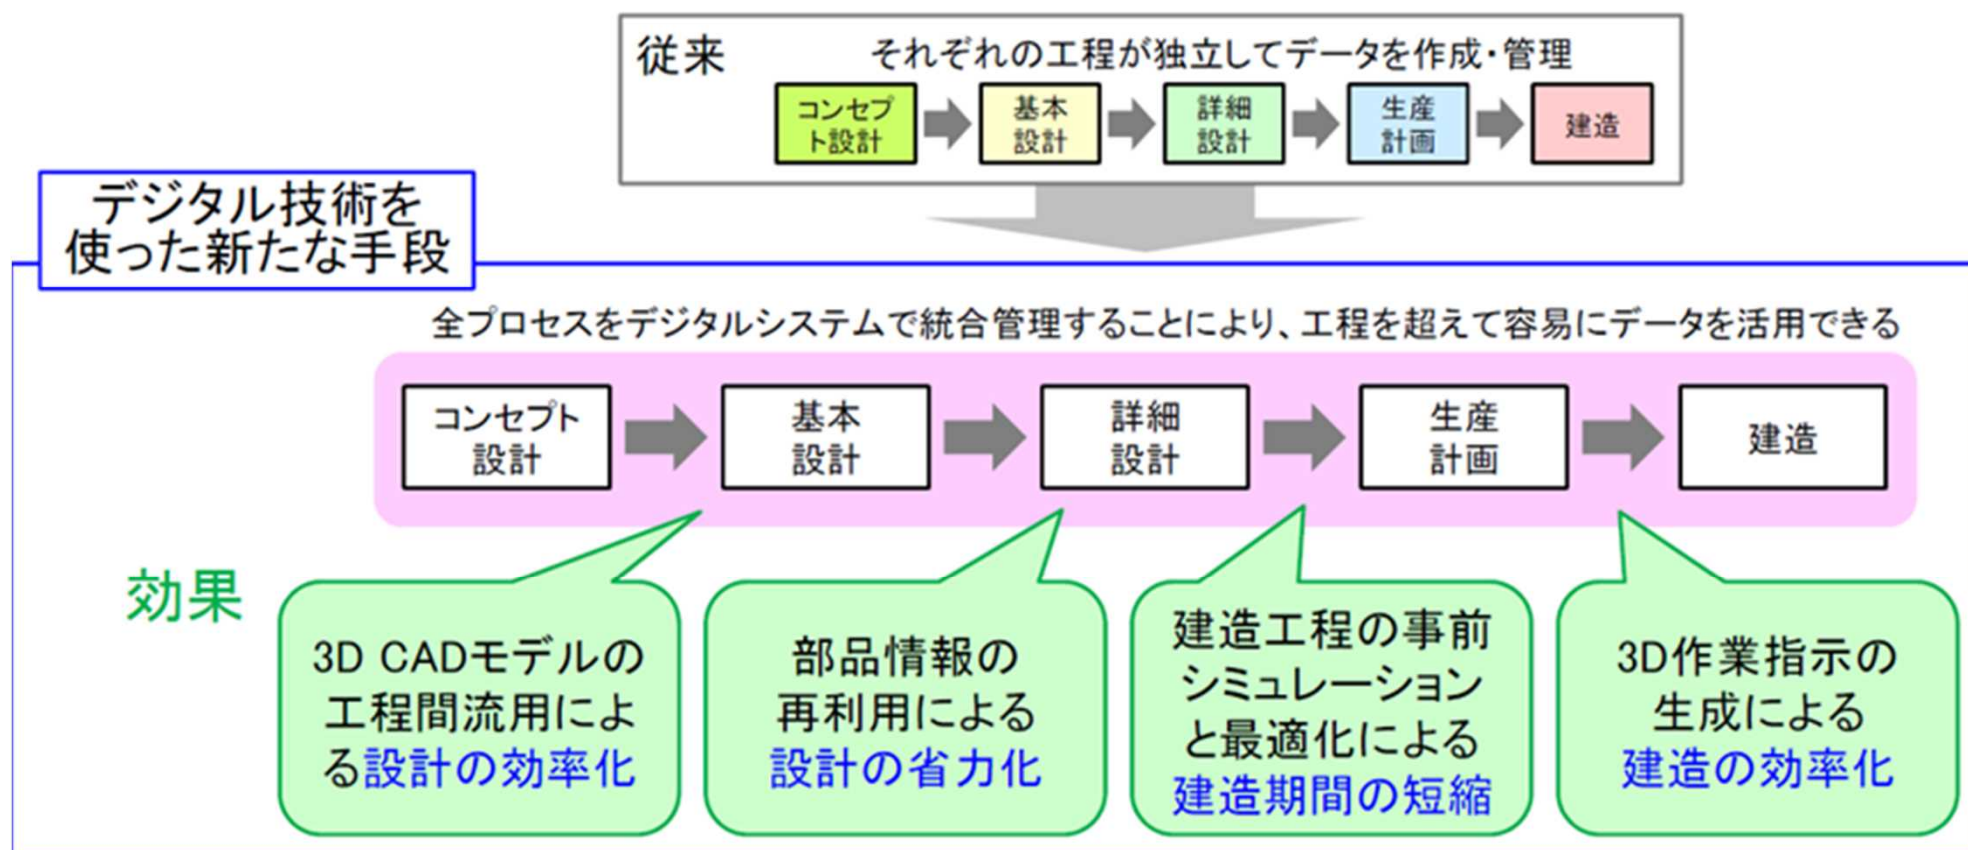 従来
それぞれの工程が独立してデータを作成・管理
コンセプ
ト設計
基本
設計
詳細
設計
生産
計画
建造
デジタル技術を
使った新たな手段
全プロセスをデジタルシステムで統合管理することにより、工程を超えて容易にデータを活用できる
コンセプト
設計
基本
設計
詳細
設計
生産
計画
建造
効果
3D CADモデルの
工程間流用によ
る設計の効率化
部品情報の
再利用による
設計の省力化
建造工程の事前
シミュレーション
と最適化による
建造期間の短縮
3D作業指示の
生成による
建造の効率化